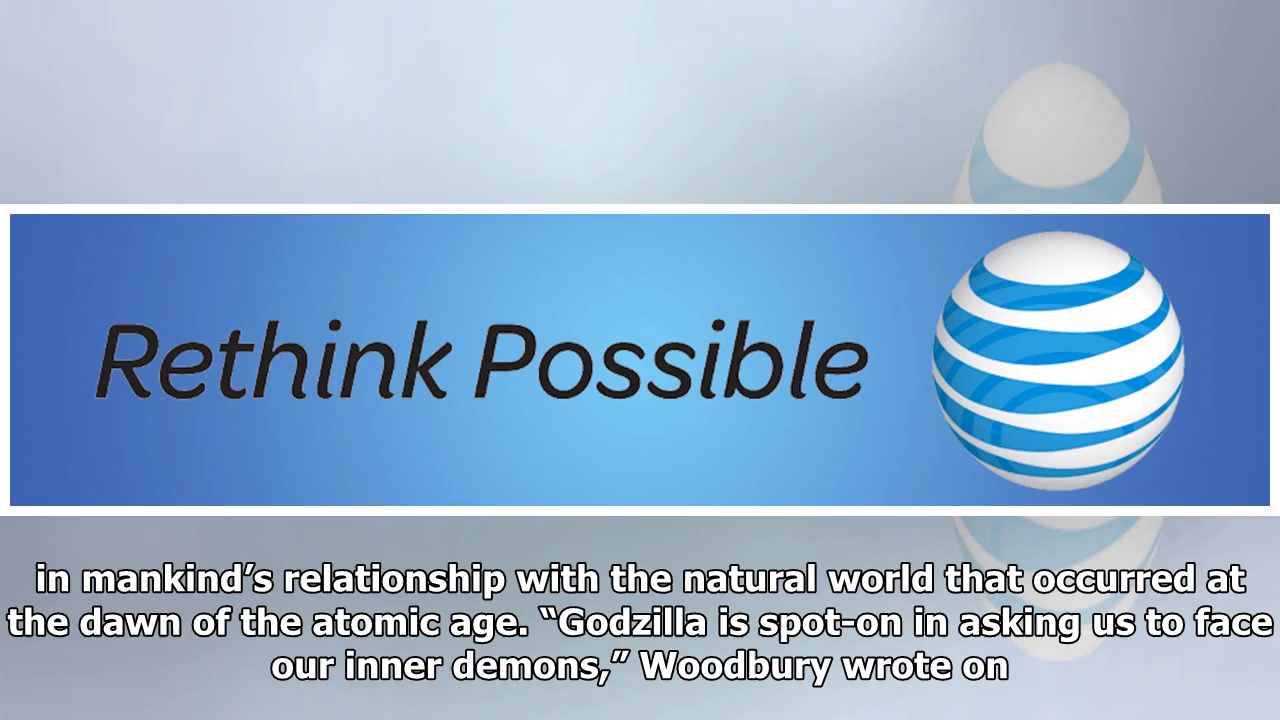 Rethink Possible
in mankind’s relationship with the natural world that occurred at
the dawn of the atomic age. “Godzilla is spot-on in asking us to face
our inner demons,” Woodbury wrote on